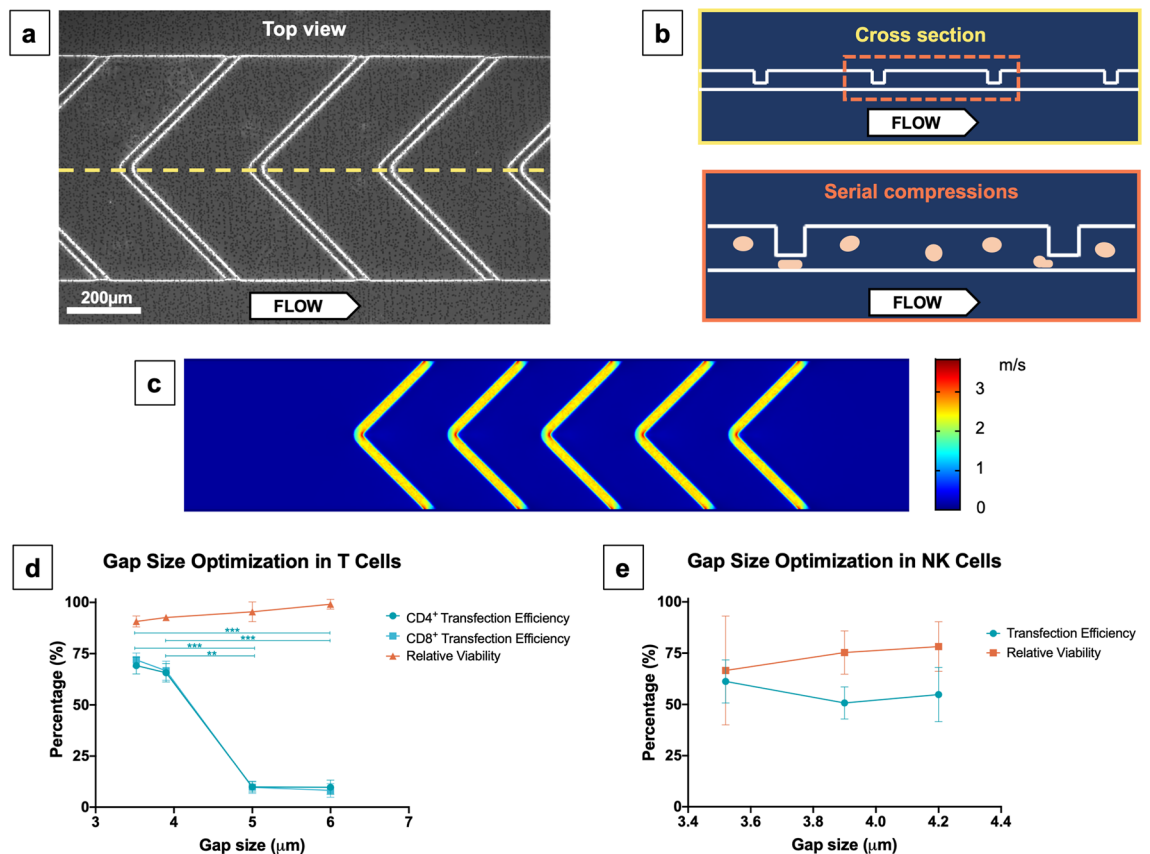 a
Top view
200μm
FLOW
b
Cross section
FLOW
Serial compressions
FLOW
c
m/s
3
2
1
0
d
Gap Size Optimization in T Cells
Percentage (%)
100
75
50
25
0
***
***
***
**
3 4 5 6 7
Gap size (μm)
CD4⁺ Transfection Efficiency
CD8⁺ Transfection Efficiency
Relative Viability
e
Gap Size Optimization in NK Cells
Percentage (%)
100
75
50
25
0
3.4 3.6 3.8 4.0 4.2 4.4
Gap size (μm)
Transfection Efficiency
Relative Viability